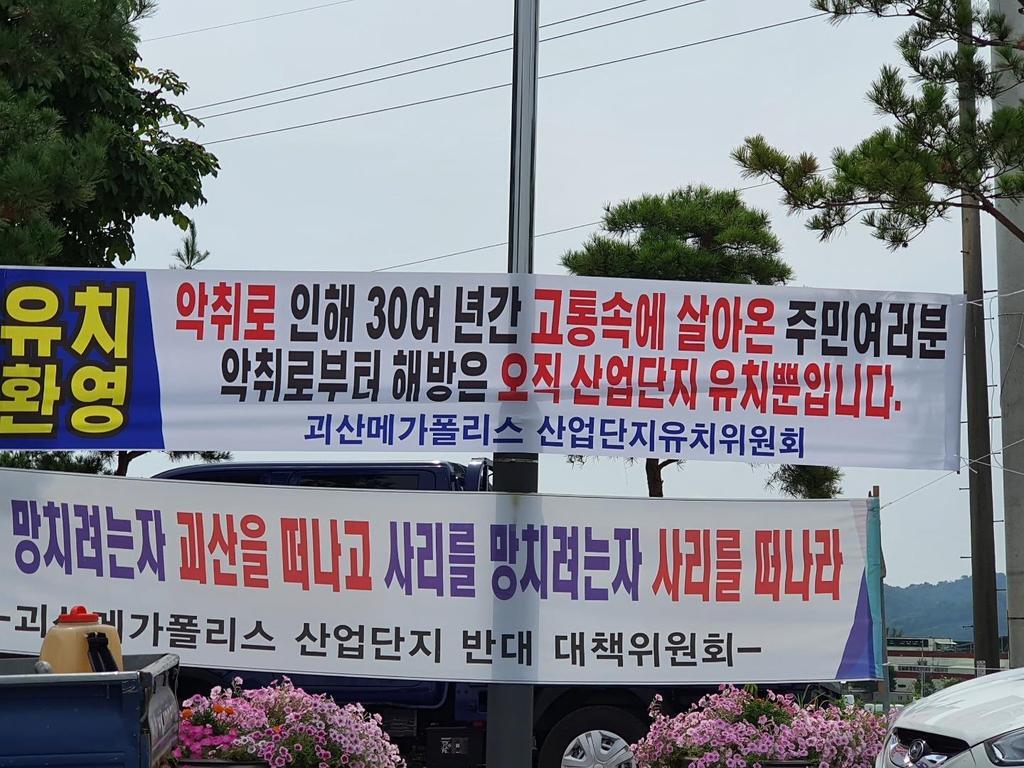 유치
환영
악취로 인해 30여 년간 고통속에 살아온 주민여러분
악취로부터 해방은 오직 산업단지 유치뿐입니다.
괴산메가폴리스 산업단지유치위원회
망치려는자 괴산을 떠나고 사리를 망치려는자 사리를 떠나라
-괴산메가폴리스 산업단지 반대 대책위원회-